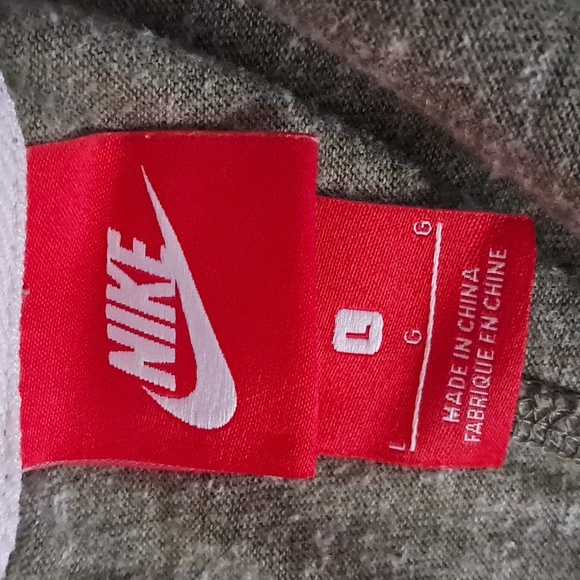 NIKE
L
L G G
MADE IN CHINA
FABRIQUE EN CHINE